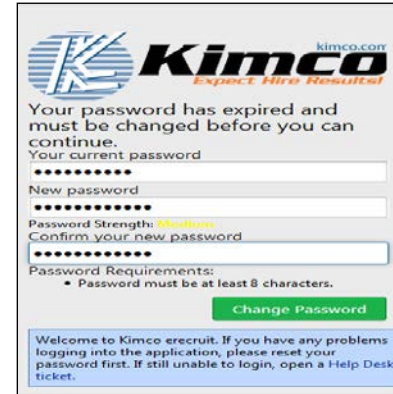 kimco.com
Kimco
Expect Hire Results!
Your password has expired and
must be changed before you can
continue.
Your current password
••••••••••
New password
••••••••••••
Password Strength: Medium
Confirm your new password
••••••••••••
Password Requirements:
• Password must be at least 8 characters.
Change Password
Welcome to Kimco erecruit. If you have any problems
logging into the application, please reset your
password first. If still unable to login, open a Help Desk
ticket.